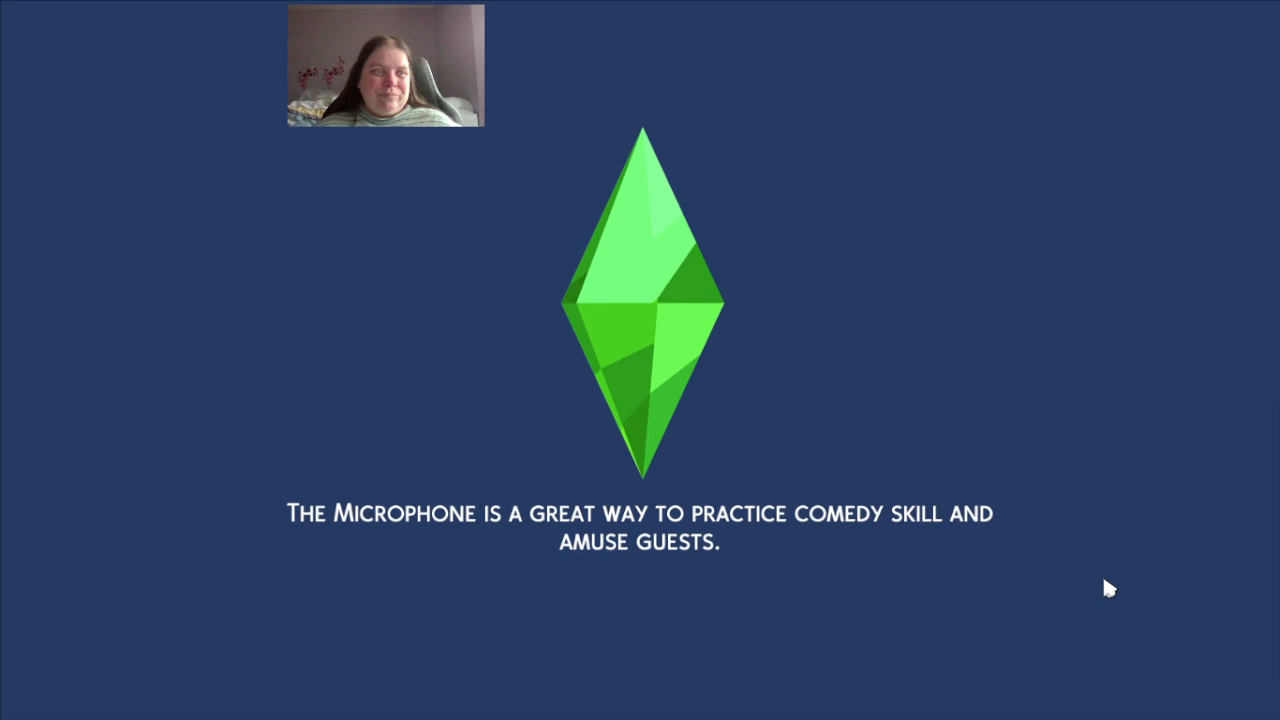 The Microphone is a great way to practice comedy skill and
amuse guests.